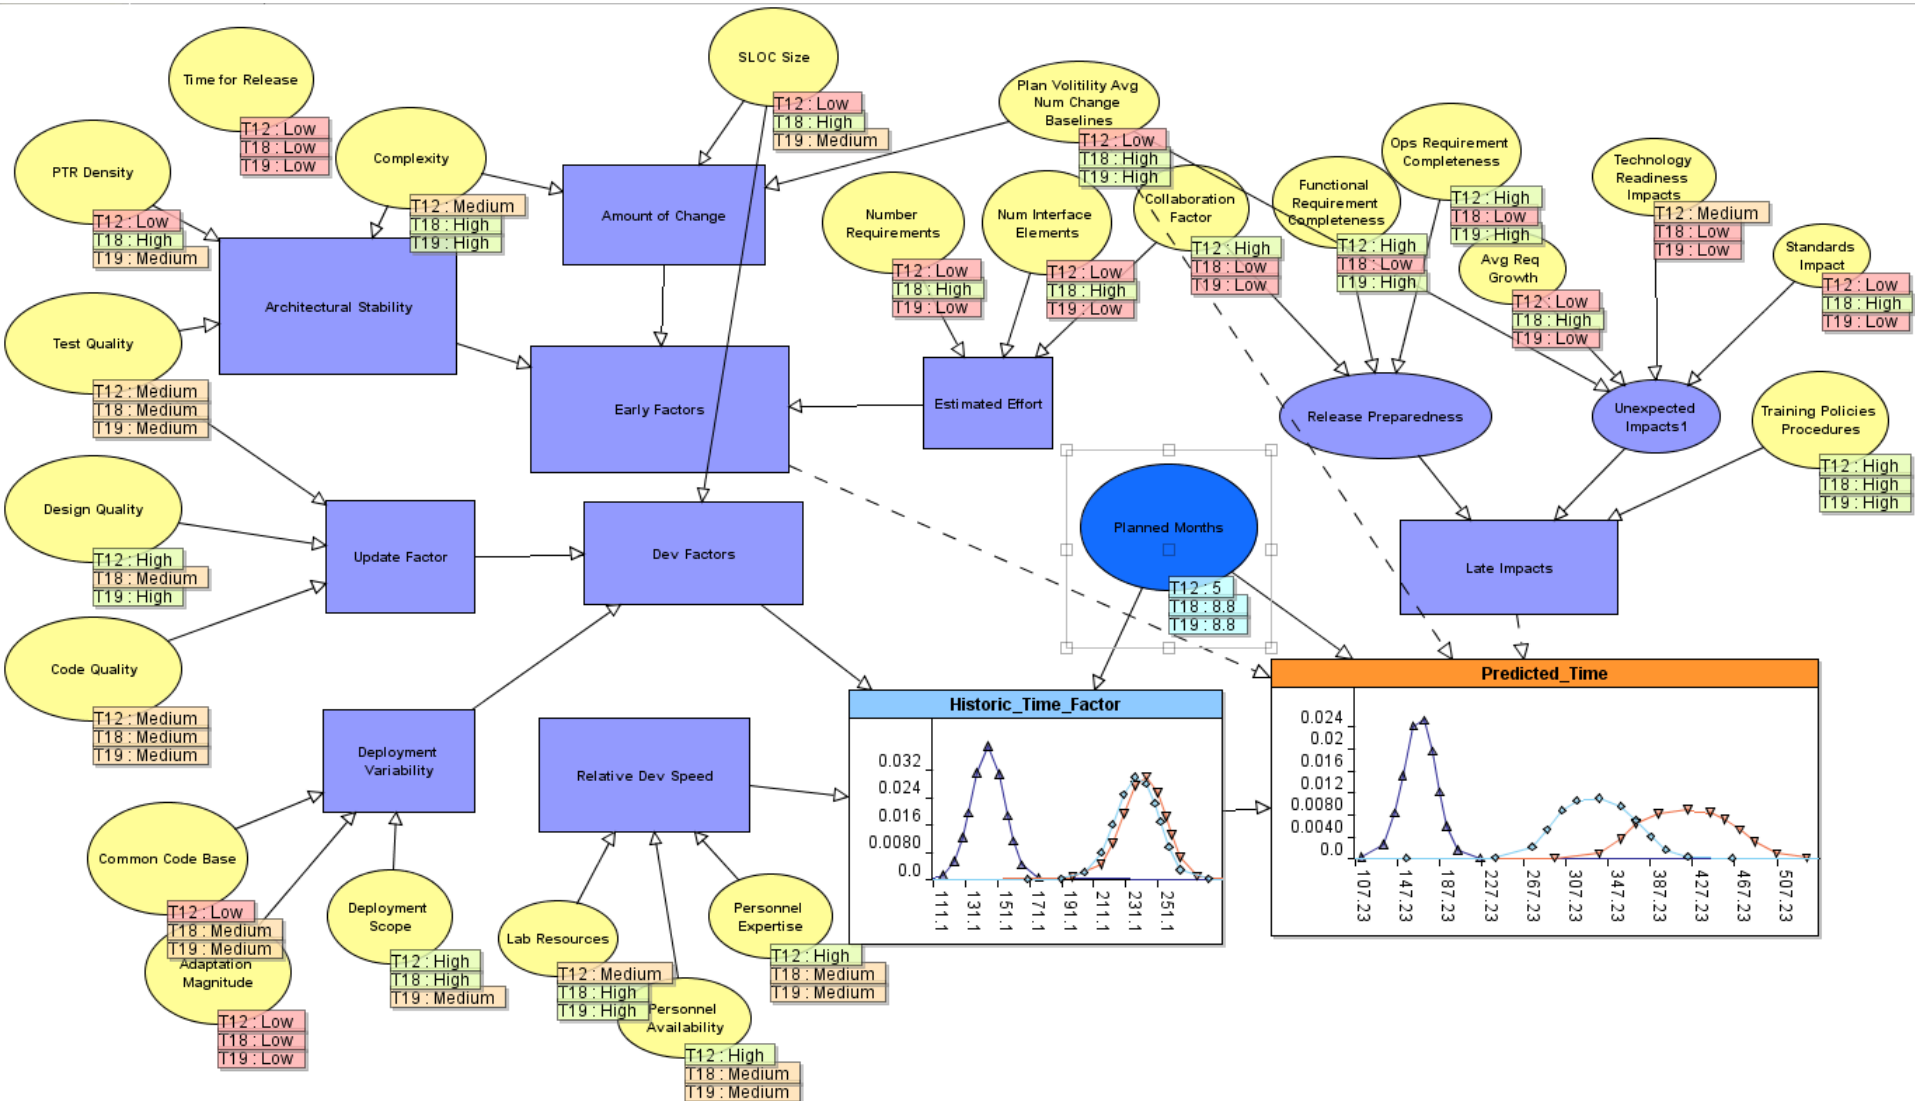 SLOC Size
T12 : Low
T18 : High
T19 : Medium
Time for Release
T12 : Low
T18 : Low
T19 : Low
Plan Volitility Avg
Num Change
Baselines
T12 : Low
T18 : High
T19 : High
Complexity
T12 : Medium
T18 : High
T19 : High
PTR Density
T12 : Low
T18 : High
T19 : Medium
Ops Requirement
Completeness
T12 : High
T18 : Low
T19 : High
Technology
Readiness
Impacts
T12 : Medium
T18 : Low
T19 : Low
Functional
Requirement
Completeness
T12 : High
T18 : Low
T19 : High
Collaboration
Factor
T12 : High
T18 : Low
T19 : Low
Number
Requirements
T12 : Low
T18 : High
T19 : Low
Num Interface
Elements
T12 : Low
T18 : High
T19 : Low
Avg Req
Growth
T12 : Low
T18 : High
T19 : Low
Standards
Impact
T12 : Low
T18 : High
T19 : Low
Amount of Change
Architectural Stability
Test Quality
T12 : Medium
T18 : Medium
T19 : Medium
Early Factors
Estimated Effort
Release Preparedness
Unexpected
Impacts1
Training Policies
Procedures
T12 : High
T18 : High
T19 : High
Design Quality
T12 : High
T18 : Medium
T19 : High
Update Factor
Dev Factors
Planned Months
T12 : 5
T18 : 8.8
T19 : 8.8
Late Impacts
Code Quality
T12 : Medium
T18 : Medium
T19 : Medium
Deployment
Variability
Relative Dev Speed
Historic_Time_Factor
0.032
0.024
0.016
0.0080
0.0
111.1
131.1
151.1
171.1
191.1
211.1
231.1
251.1
Predicted_Time
0.024
0.02
0.016
0.012
0.0080
0.0040
0.0
107.23
147.23
187.23
227.23
267.23
307.23
347.23
387.23
427.23
467.23
507.23
Common Code Base
T12 : Low
T18 : Medium
T19 : Medium
Adaptation
Magnitude
T12 : Low
T18 : Low
T19 : Low
Deployment
Scope
T12 : High
T18 : High
T19 : Medium
Lab Resources
T12 : Medium
T18 : High
T19 : High
Personnel
Expertise
T12 : High
T18 : Medium
T19 : Medium
Personnel
Availability
T12 : High
T18 : Medium
T19 : Medium